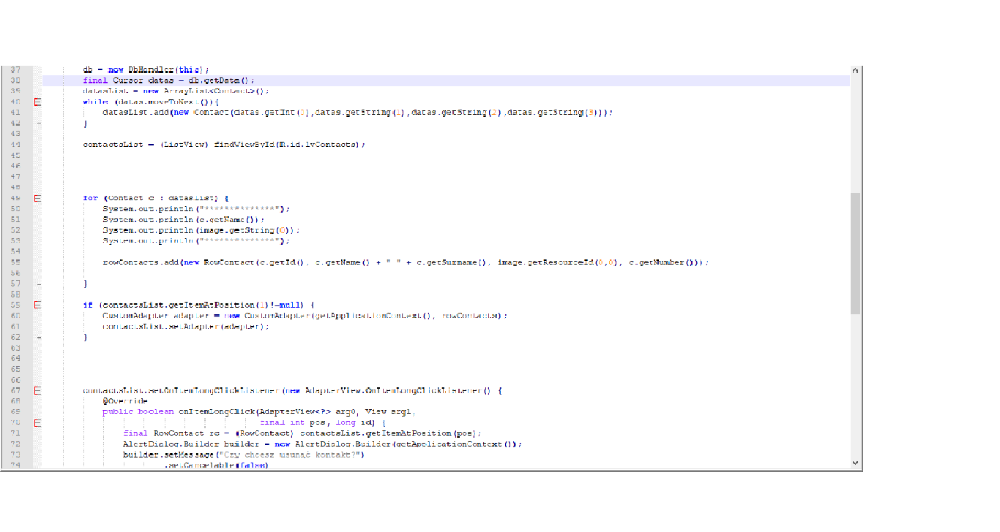 37 db = new DbHandler(this);
38 final Cursor datas = db.getData();
39 datasList = new ArrayList<Contact>();
40 while (datas.moveToNext()){
41 datasList.add(new Contact(datas.getInt(0),datas.getString(1),datas.getString(2),datas.getString(3)));
42 }
43
44 contactsList = (ListView) findViewById(R.id.lvContacts);
45
46
47
48
49 for (Contact c : datasList) {
50 System.out.println("**************");
51 System.out.println(c.getName());
52 System.out.println(image.getString(0));
53 System.out.println("**************");
54
55 rowContacts.add(new RowContact(c.getId(), c.getName() + " " + c.getSurname(), image.getResourceId(0,0), c.getNumber()));
56
57 }
58
59 if (contactsList.getItemAtPosition(1)!=null) {
60 CustomAdapter adapter = new CustomAdapter(getApplicationContext(), rowContacts);
61 contactsList.setAdapter(adapter);
62 }
63
64
65
66
67 contactsList.setOnItemLongClickListener(new AdapterView.OnItemLongClickListener() {
68 @Override
69 public boolean onItemLongClick(AdapterView<?> arg0, View arg1,
70 final int pos, long id) {
71 final RowContact rc = (RowContact) contactsList.getItemAtPosition(pos);
72 AlertDialog.Builder builder = new AlertDialog.Builder(getApplicationContext());
73 builder.setMessage("Czy chcesz usunąć kontakt?")
74 .setCancelable(false)